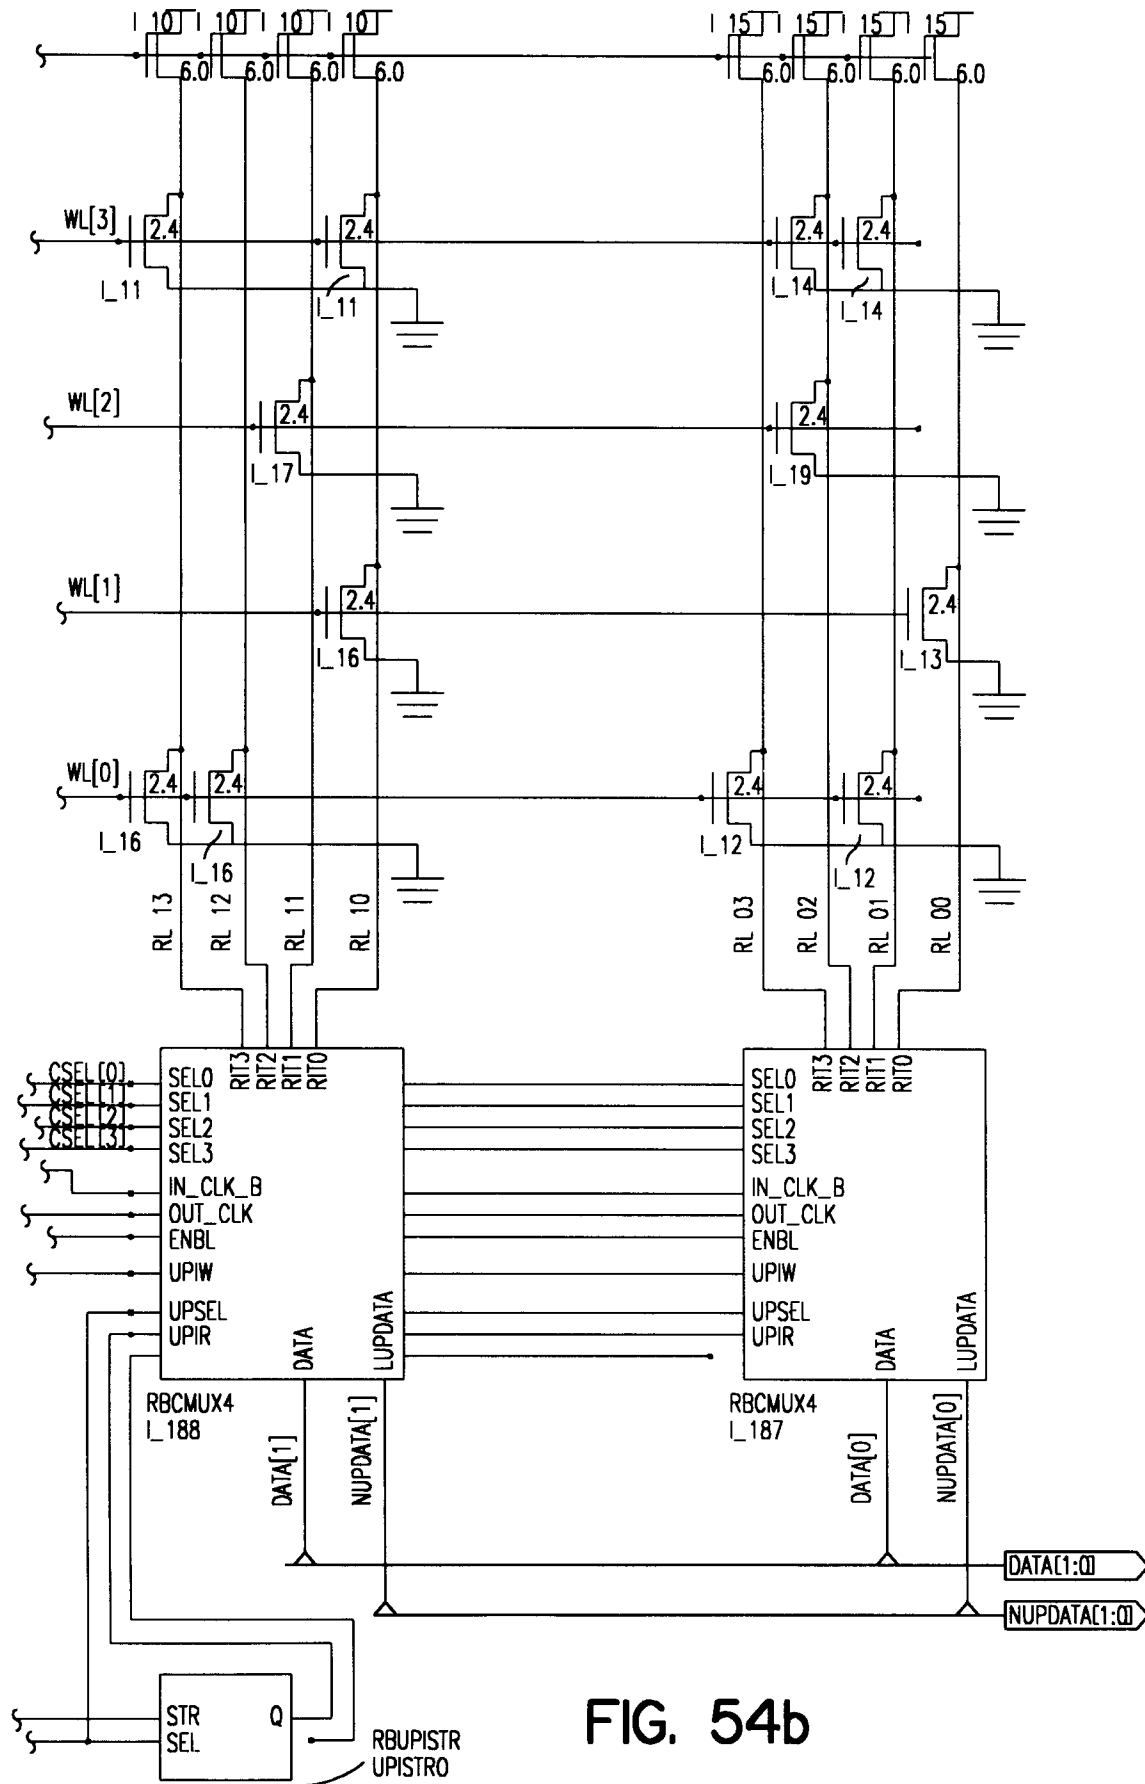 I 10 I 10 I 10 I 10 I 15 I 15 I 15 15
6.0 6.0 6.0 6.0 6.0 6.0 6.0 6.0
WL[3] 2.4 2.4 2.4 2.4
I_11 I_11 I_14 I_14
WL[2] 2.4 2.4
I_17 I_19
WL[1] 2.4 2.4
I_16 I_13
WL[0] 2.4 2.4 2.4 2.4
I_16 I_16 I_12 I_12
RL 13 RL 12 RL 11 RL 10 RL 03 RL 02 RL 01 RL 00
RIT3 RIT2 RIT1 RIT0 RIT3 RIT2 RIT1 RIT0
CSEL[0] SEL0 SEL0
CSEL[1] SEL1 SEL1
CSEL[2] SEL2 SEL2
CSEL[3] SEL3 SEL3
IN_CLK_B IN_CLK_B
OUT_CLK OUT_CLK
ENBL ENBL
UPIW UPIW
UPSEL UPSEL
UPIR UPIR
DATA LUPDATA DATA LUPDATA
RBCMUX4 RBCMUX4
I_188 I_187
DATA[1] NUPDATA[1] DATA[0] NUPDATA[0]
DATA[1:0]
NUPDATA[1:0]
STR Q
SEL
RBUPISTR
UPISTRO
FIG. 54b